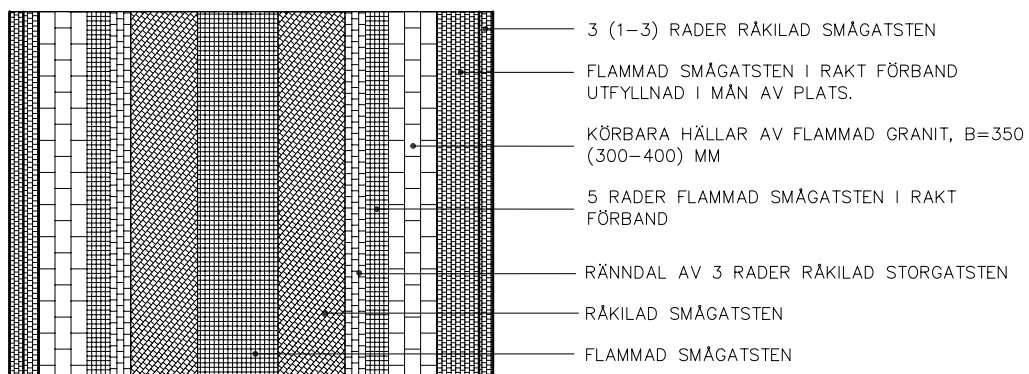 3 (1–3) RADER RÅKILAD SMÅGATSTEN
FLAMMAD SMÅGATSTEN I RAKT FÖRBAND
UTFYLLNAD I MÅN AV PLATS.
KÖRBARA HÄLLAR AV FLAMMAD GRANIT, B=350
(300–400) MM
5 RADER FLAMMAD SMÅGATSTEN I RAKT
FÖRBAND
RÄNNDAL AV 3 RADER RÅKILAD STORGATSTEN
RÅKILAD SMÅGATSTEN
FLAMMAD SMÅGATSTEN